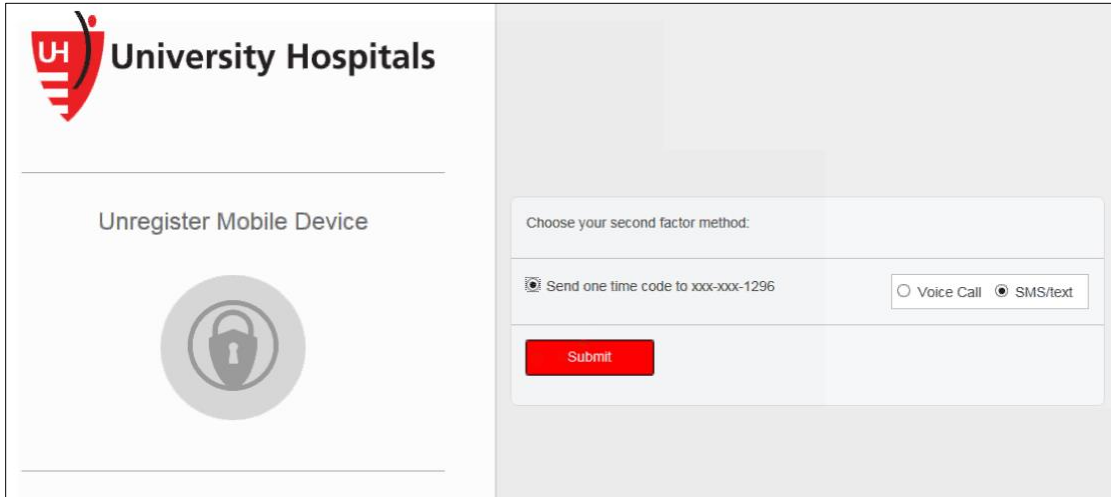 UH University Hospitals
Unregister Mobile Device
Choose your second factor method:
Send one time code to xxx-xxx-1296
Voice Call SMS/text
Submit